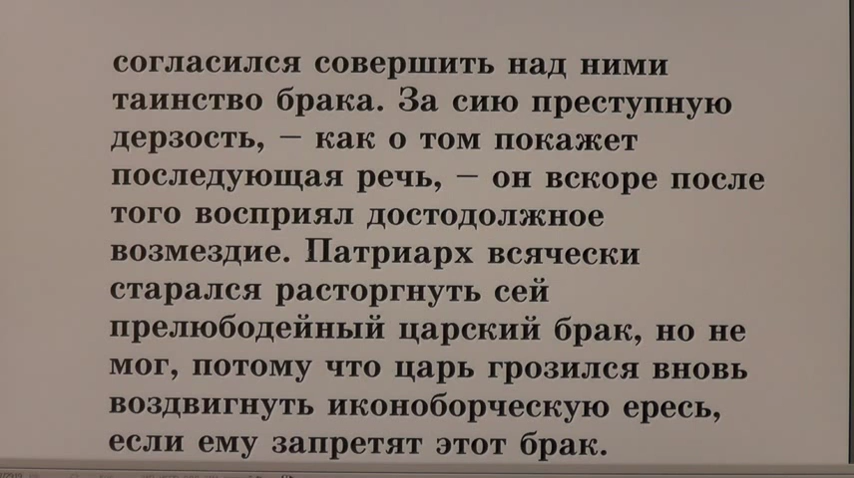 согласился совершить над ними
таинство брака. За сию преступную
дерзость, – как о том покажет
последующая речь, – он вскоре после
того восприял достодолжное
возмездие. Патриарх всячески
старался расторгнуть сей
прелюбодейный царский брак, но не
мог, потому что царь грозился вновь
воздвигнуть иконоборческую ересь,
если ему запретят этот брак.